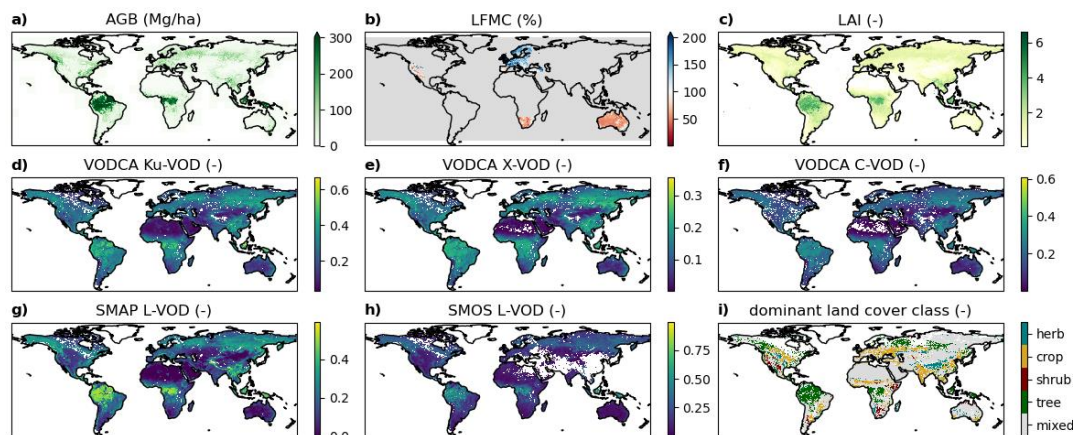 a) AGB (Mg/ha)
300
200
100
0
b) LFMC (%)
200
150
100
50
c) LAI (-)
6
4
2
d) VODCA Ku-VOD (-)
0.6
0.4
0.2
e) VODCA X-VOD (-)
0.3
0.2
0.1
f) VODCA C-VOD (-)
0.6
0.4
0.2
g) SMAP L-VOD (-)
0.4
0.2
0.0
h) SMOS L-VOD (-)
0.75
0.50
0.25
i) dominant land cover class (-)
herb
crop
shrub
tree
mixed